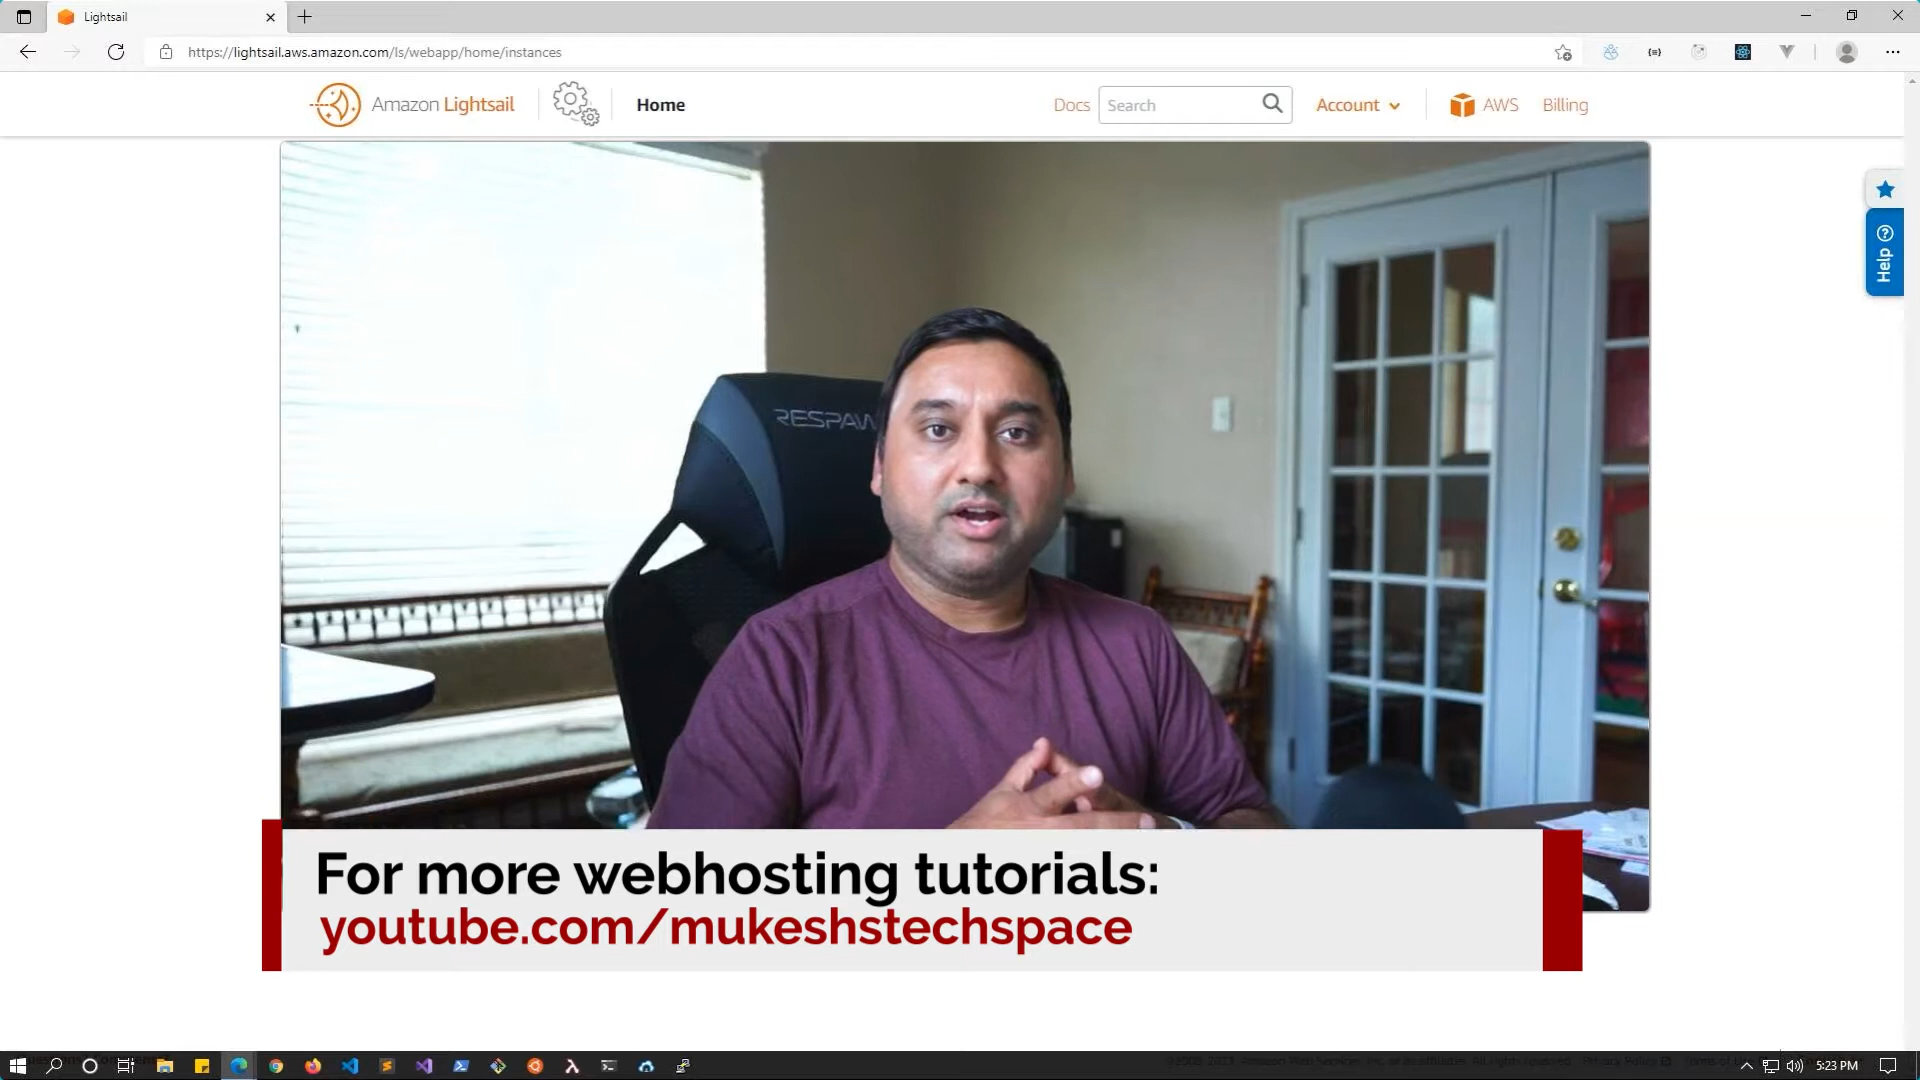 Lightsail
https://lightsail.aws.amazon.com/ls/webapp/home/instances
Amazon Lightsail
Home
Docs
Search
Account
AWS
Billing
Help
RESPAW
For more webhosting tutorials:
youtube.com/mukeshstechspace
5:23 PM